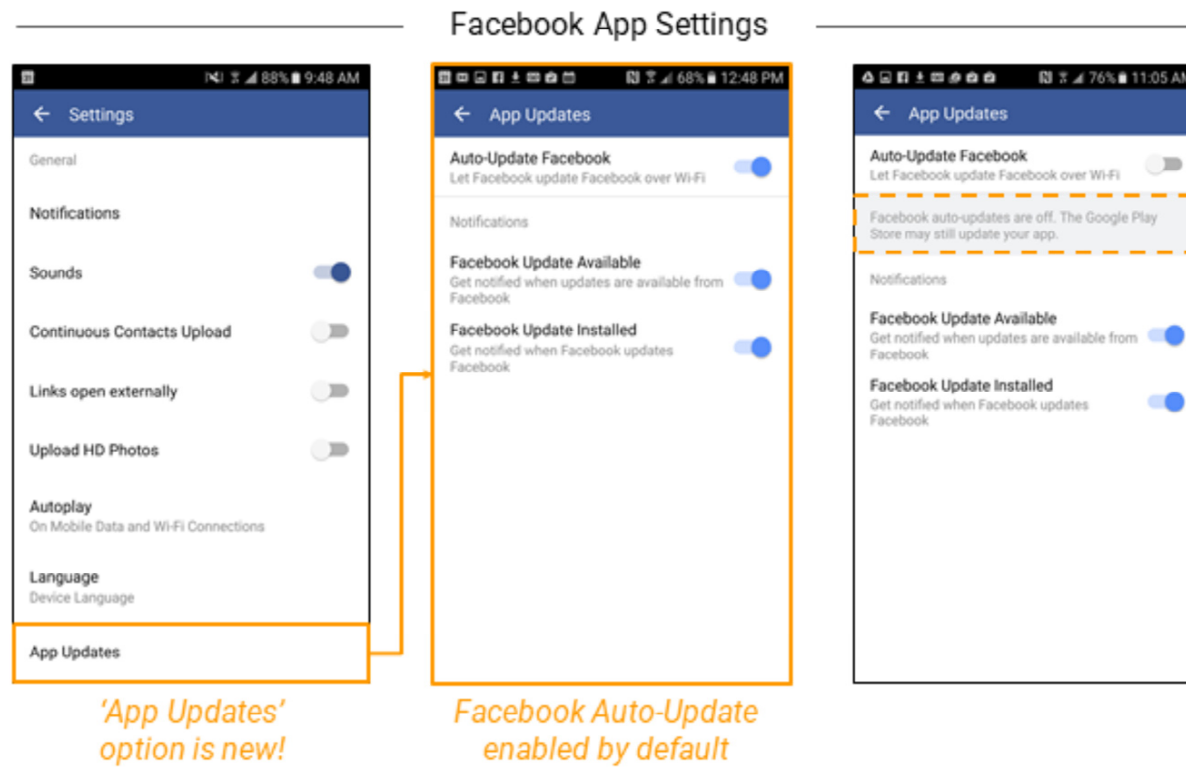 Facebook App Settings
88% 9:48 AM
Settings
General
Notifications
Sounds
Continuous Contacts Upload
Links open externally
Upload HD Photos
Autoplay
On Mobile Data and Wi-Fi Connections
Language
Device Language
App Updates
'App Updates'
option is new!
68% 12:48 PM
App Updates
Auto-Update Facebook
Let Facebook update Facebook over Wi-Fi
Notifications
Facebook Update Available
Get notified when updates are available from
Facebook
Facebook Update Installed
Get notified when Facebook updates
Facebook
Facebook Auto-Update
enabled by default
76% 11:05 AM
App Updates
Auto-Update Facebook
Let Facebook update Facebook over Wi-Fi
Facebook auto-updates are off. The Google Play
Store may still update your app.
Notifications
Facebook Update Available
Get notified when updates are available from
Facebook
Facebook Update Installed
Get notified when Facebook updates
Facebook